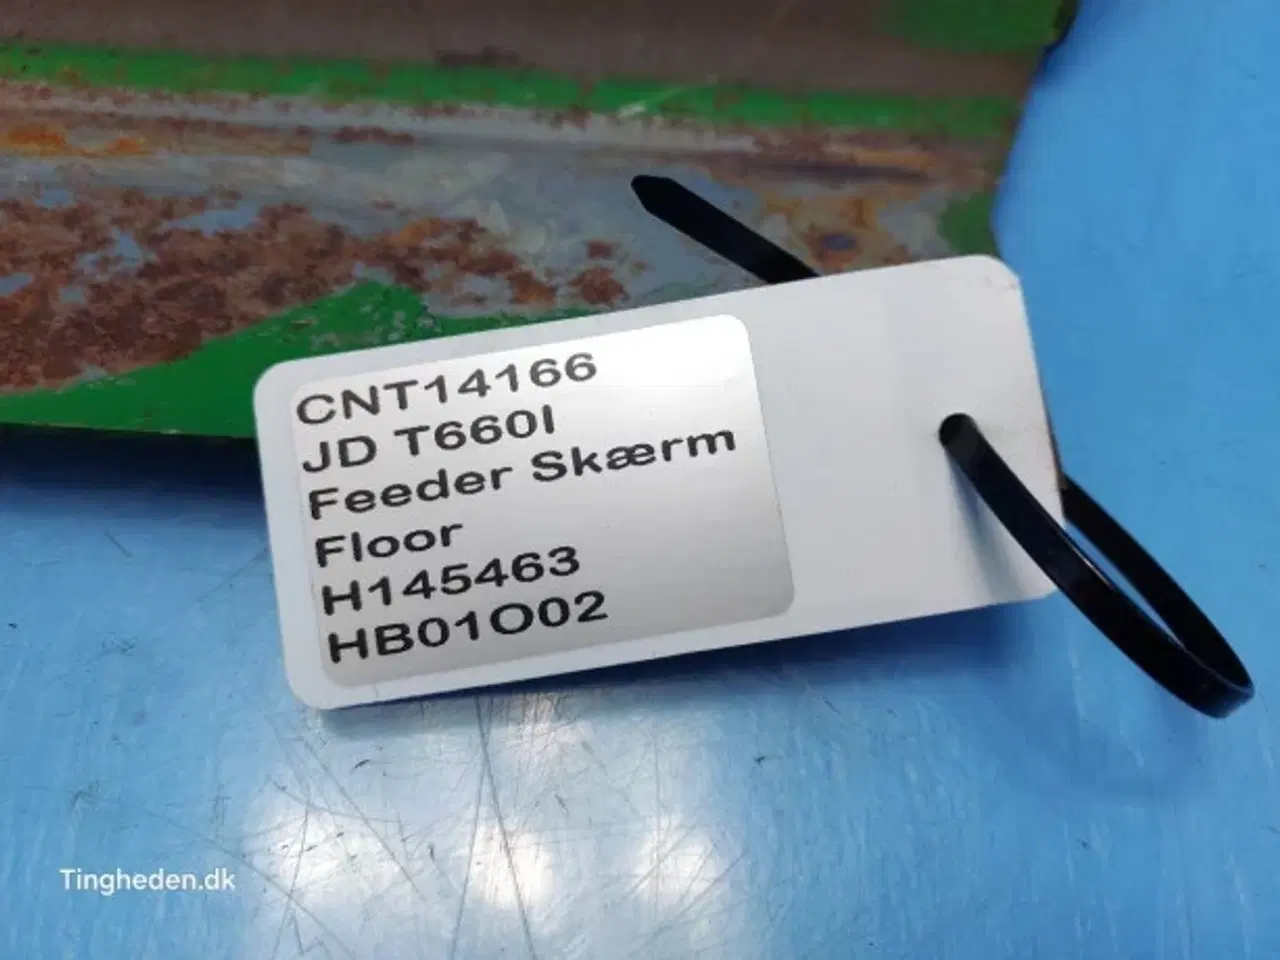 CNT14166
JD T660I
Feeder Skærm
Floor
H145463
HB01O02
Tingheden.dk